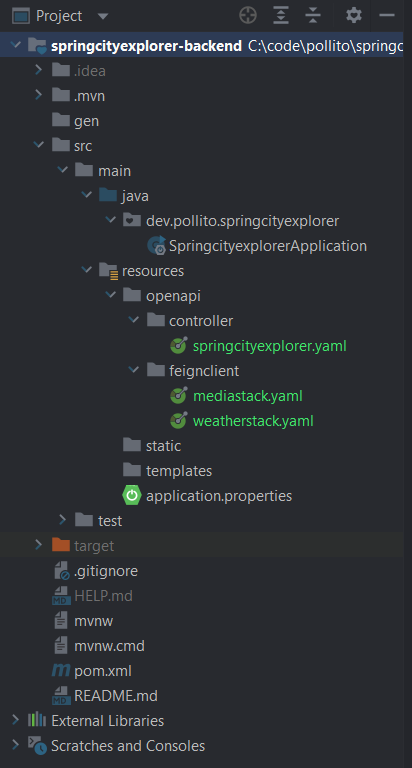 Project
springcityexplorer-backend C:\code\pollito\springc
.idea
.mvn
gen
src
main
java
dev.pollito.springcityexplorer
SpringcityexplorerApplication
resources
openapi
controller
springcityexplorer.yaml
feignclient
mediastack.yaml
weatherstack.yaml
static
templates
application.properties
test
target
.gitignore
HELP.md
mvnw
mvnw.cmd
pom.xml
README.md
External Libraries
Scratches and Consoles